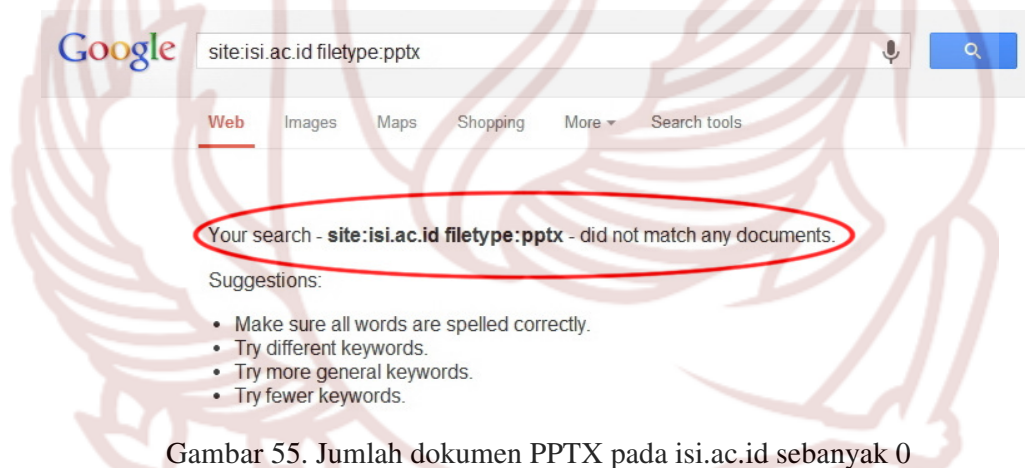 Google site:isi.ac.id filetype:pptx
Web Images Maps Shopping More Search tools
Your search - site:isi.ac.id filetype:pptx - did not match any documents.
Suggestions:
• Make sure all words are spelled correctly.
• Try different keywords.
• Try more general keywords.
• Try fewer keywords.
Gambar 55. Jumlah dokumen PPTX pada isi.ac.id sebanyak 0